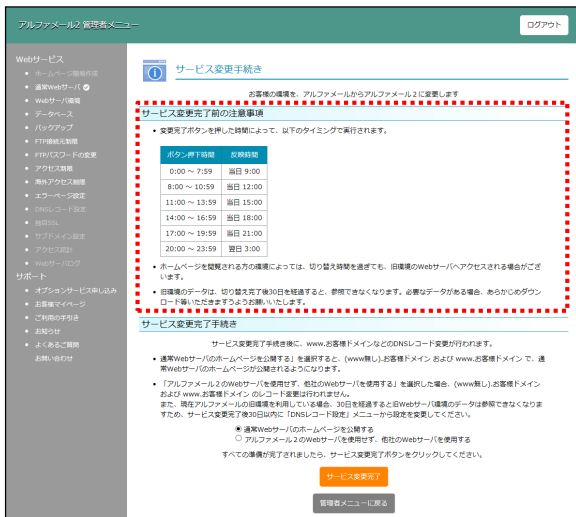 アルファメール2 管理者メニュー
ログアウト
Webサービス
ホームページ簡単作成
通常Webサーバ
Webサーバ環境
データベース
バックアップ
FTP接続元制限
FTPパスワードの変更
アクセス制限
海外アクセス制限
エラーページ設定
DNSレコード設定
独自SSL
サブドメイン設定
アクセス統計
Webサーバログ
サポート
オプションサービス申し込み
お客様マイページ
ご利用の手引き
お知らせ
よくあるご質問
お問い合わせ
サービス変更手続き
お客様の環境を、アルファメールからアルファメール2に変更します
サービス変更完了前の注意事項
• 変更完了ボタンを押した時間によって、以下のタイミングで実行されます。
ボタン押下時間 反映時間
0:00 ～ 7:59 当日 9:00
8:00 ～ 10:59 当日 12:00
11:00 ～ 13:59 当日 15:00
14:00 ～ 16:59 当日 18:00
17:00 ～ 19:59 当日 21:00
20:00 ～ 23:59 翌日 3:00
• ホームページを閲覧される方の環境によっては、切り替え時間を過ぎても、旧環境のWebサーバへアクセスされる場合がござ
います。
• 旧環境のデータは、切り替え完了後30日を経過すると、参照できなくなります。必要なデータがある場合、あらかじめダウン
ロード等いただきますようお願いいたします。
サービス変更完了手続き
サービス変更完了手続き後に、www.お客様ドメインなどのDNSレコード変更が行われます。
• 通常Webサーバのホームページを公開する」を選択すると、(www無し).お客様ドメイン および www.お客様ドメイン で、通
常Webサーバのホームページが公開されるようになります。
• 「アルファメール2のWebサーバを使用せず、他社のWebサーバを使用する」を選択した場合、(www無し).お客様ドメイン
および www.お客様ドメイン のレコード変更は行われません。
また、現在アルファメールの旧環境を利用している場合、30日を経過すると旧Webサーバ環境のデータは参照できなくなりま
すため、サービス変更完了後30日以内に「DNSレコード設定」メニューから設定を変更してください。
通常Webサーバのホームページを公開する
アルファメール2のWebサーバを使用せず、他社のWebサーバを使用する
すべての準備が完了されましたら、サービス変更完了ボタンをクリックしてください。
サービス変更完了
管理者メニューに戻る